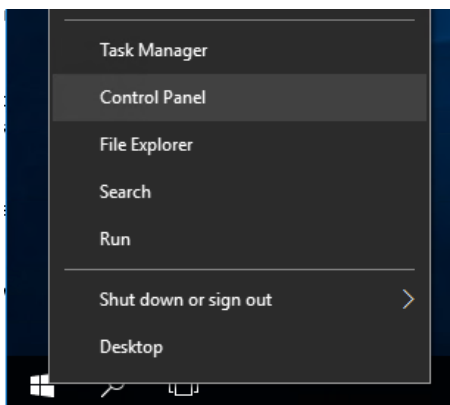 Task Manager
Control Panel
File Explorer
Search
Run
Shut down or sign out
Desktop